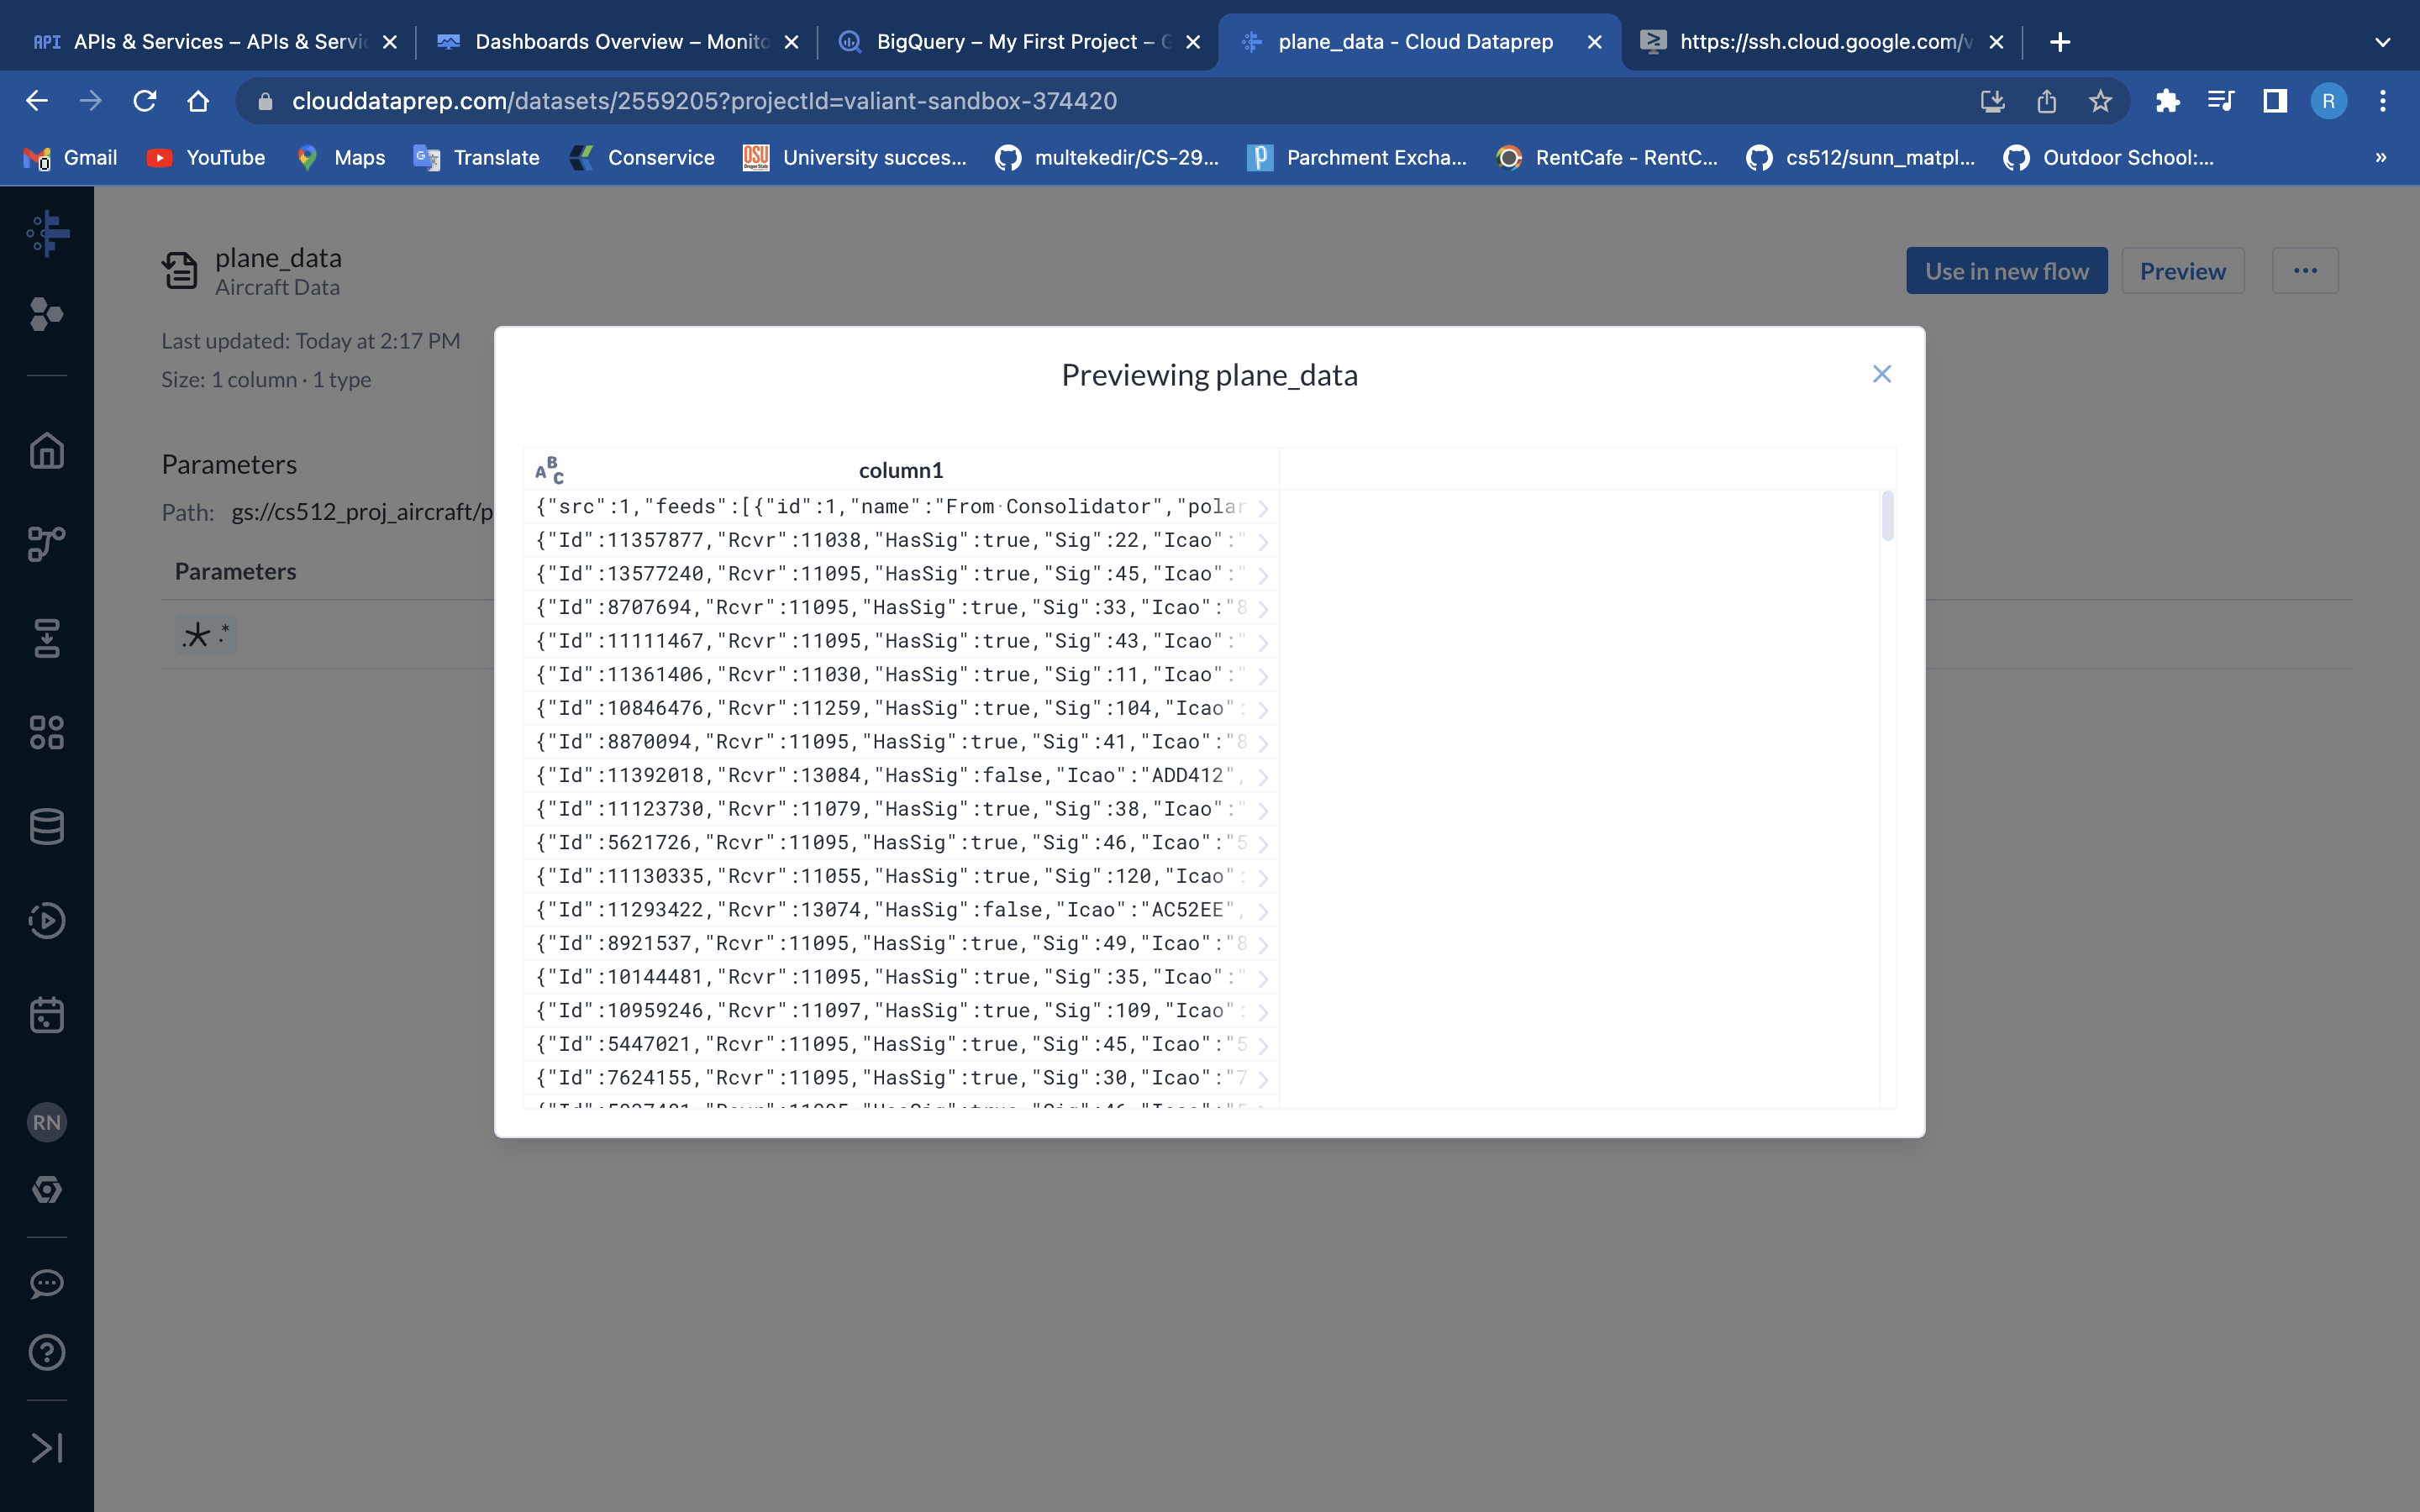 API APIs & Services – APIs & Servic
Dashboards Overview – Monito
BigQuery – My First Project – G
plane_data - Cloud Dataprep
https://ssh.cloud.google.com/v
clouddataprep.com/datasets/2559205?projectId=valiant-sandbox-374420
R
Gmail
YouTube
Maps
Translate
Conservice
OSU University succes...
multekedir/CS-29...
Parchment Excha...
RentCafe - RentC...
cs512/sunn_matpl...
Outdoor School:...
»
plane_data
Aircraft Data
Use in new flow
Preview
Last updated: Today at 2:17 PM
Size: 1 column · 1 type
Parameters
Path: gs://cs512_proj_aircraft/p
Parameters
.*
RN
Previewing plane_data
ABC column1
{"src":1,"feeds":[{"id":1,"name":"From·Consolidator","polar
{"Id":11357877,"Rcvr":11038,"HasSig":true,"Sig":22,"Icao":"
{"Id":13577240,"Rcvr":11095,"HasSig":true,"Sig":45,"Icao":"
{"Id":8707694,"Rcvr":11095,"HasSig":true,"Sig":33,"Icao":"8
{"Id":11111467,"Rcvr":11095,"HasSig":true,"Sig":43,"Icao":"
{"Id":11361406,"Rcvr":11030,"HasSig":true,"Sig":11,"Icao":"
{"Id":10846476,"Rcvr":11259,"HasSig":true,"Sig":104,"Icao":
{"Id":8870094,"Rcvr":11095,"HasSig":true,"Sig":41,"Icao":"8
{"Id":11392018,"Rcvr":13084,"HasSig":false,"Icao":"ADD412",
{"Id":11123730,"Rcvr":11079,"HasSig":true,"Sig":38,"Icao":"
{"Id":5621726,"Rcvr":11095,"HasSig":true,"Sig":46,"Icao":"5
{"Id":11130335,"Rcvr":11055,"HasSig":true,"Sig":120,"Icao":
{"Id":11293422,"Rcvr":13074,"HasSig":false,"Icao":"AC52EE",
{"Id":8921537,"Rcvr":11095,"HasSig":true,"Sig":49,"Icao":"8
{"Id":10144481,"Rcvr":11095,"HasSig":true,"Sig":35,"Icao":"
{"Id":10959246,"Rcvr":11097,"HasSig":true,"Sig":109,"Icao":
{"Id":5447021,"Rcvr":11095,"HasSig":true,"Sig":45,"Icao":"5
{"Id":7624155,"Rcvr":11095,"HasSig":true,"Sig":30,"Icao":"7